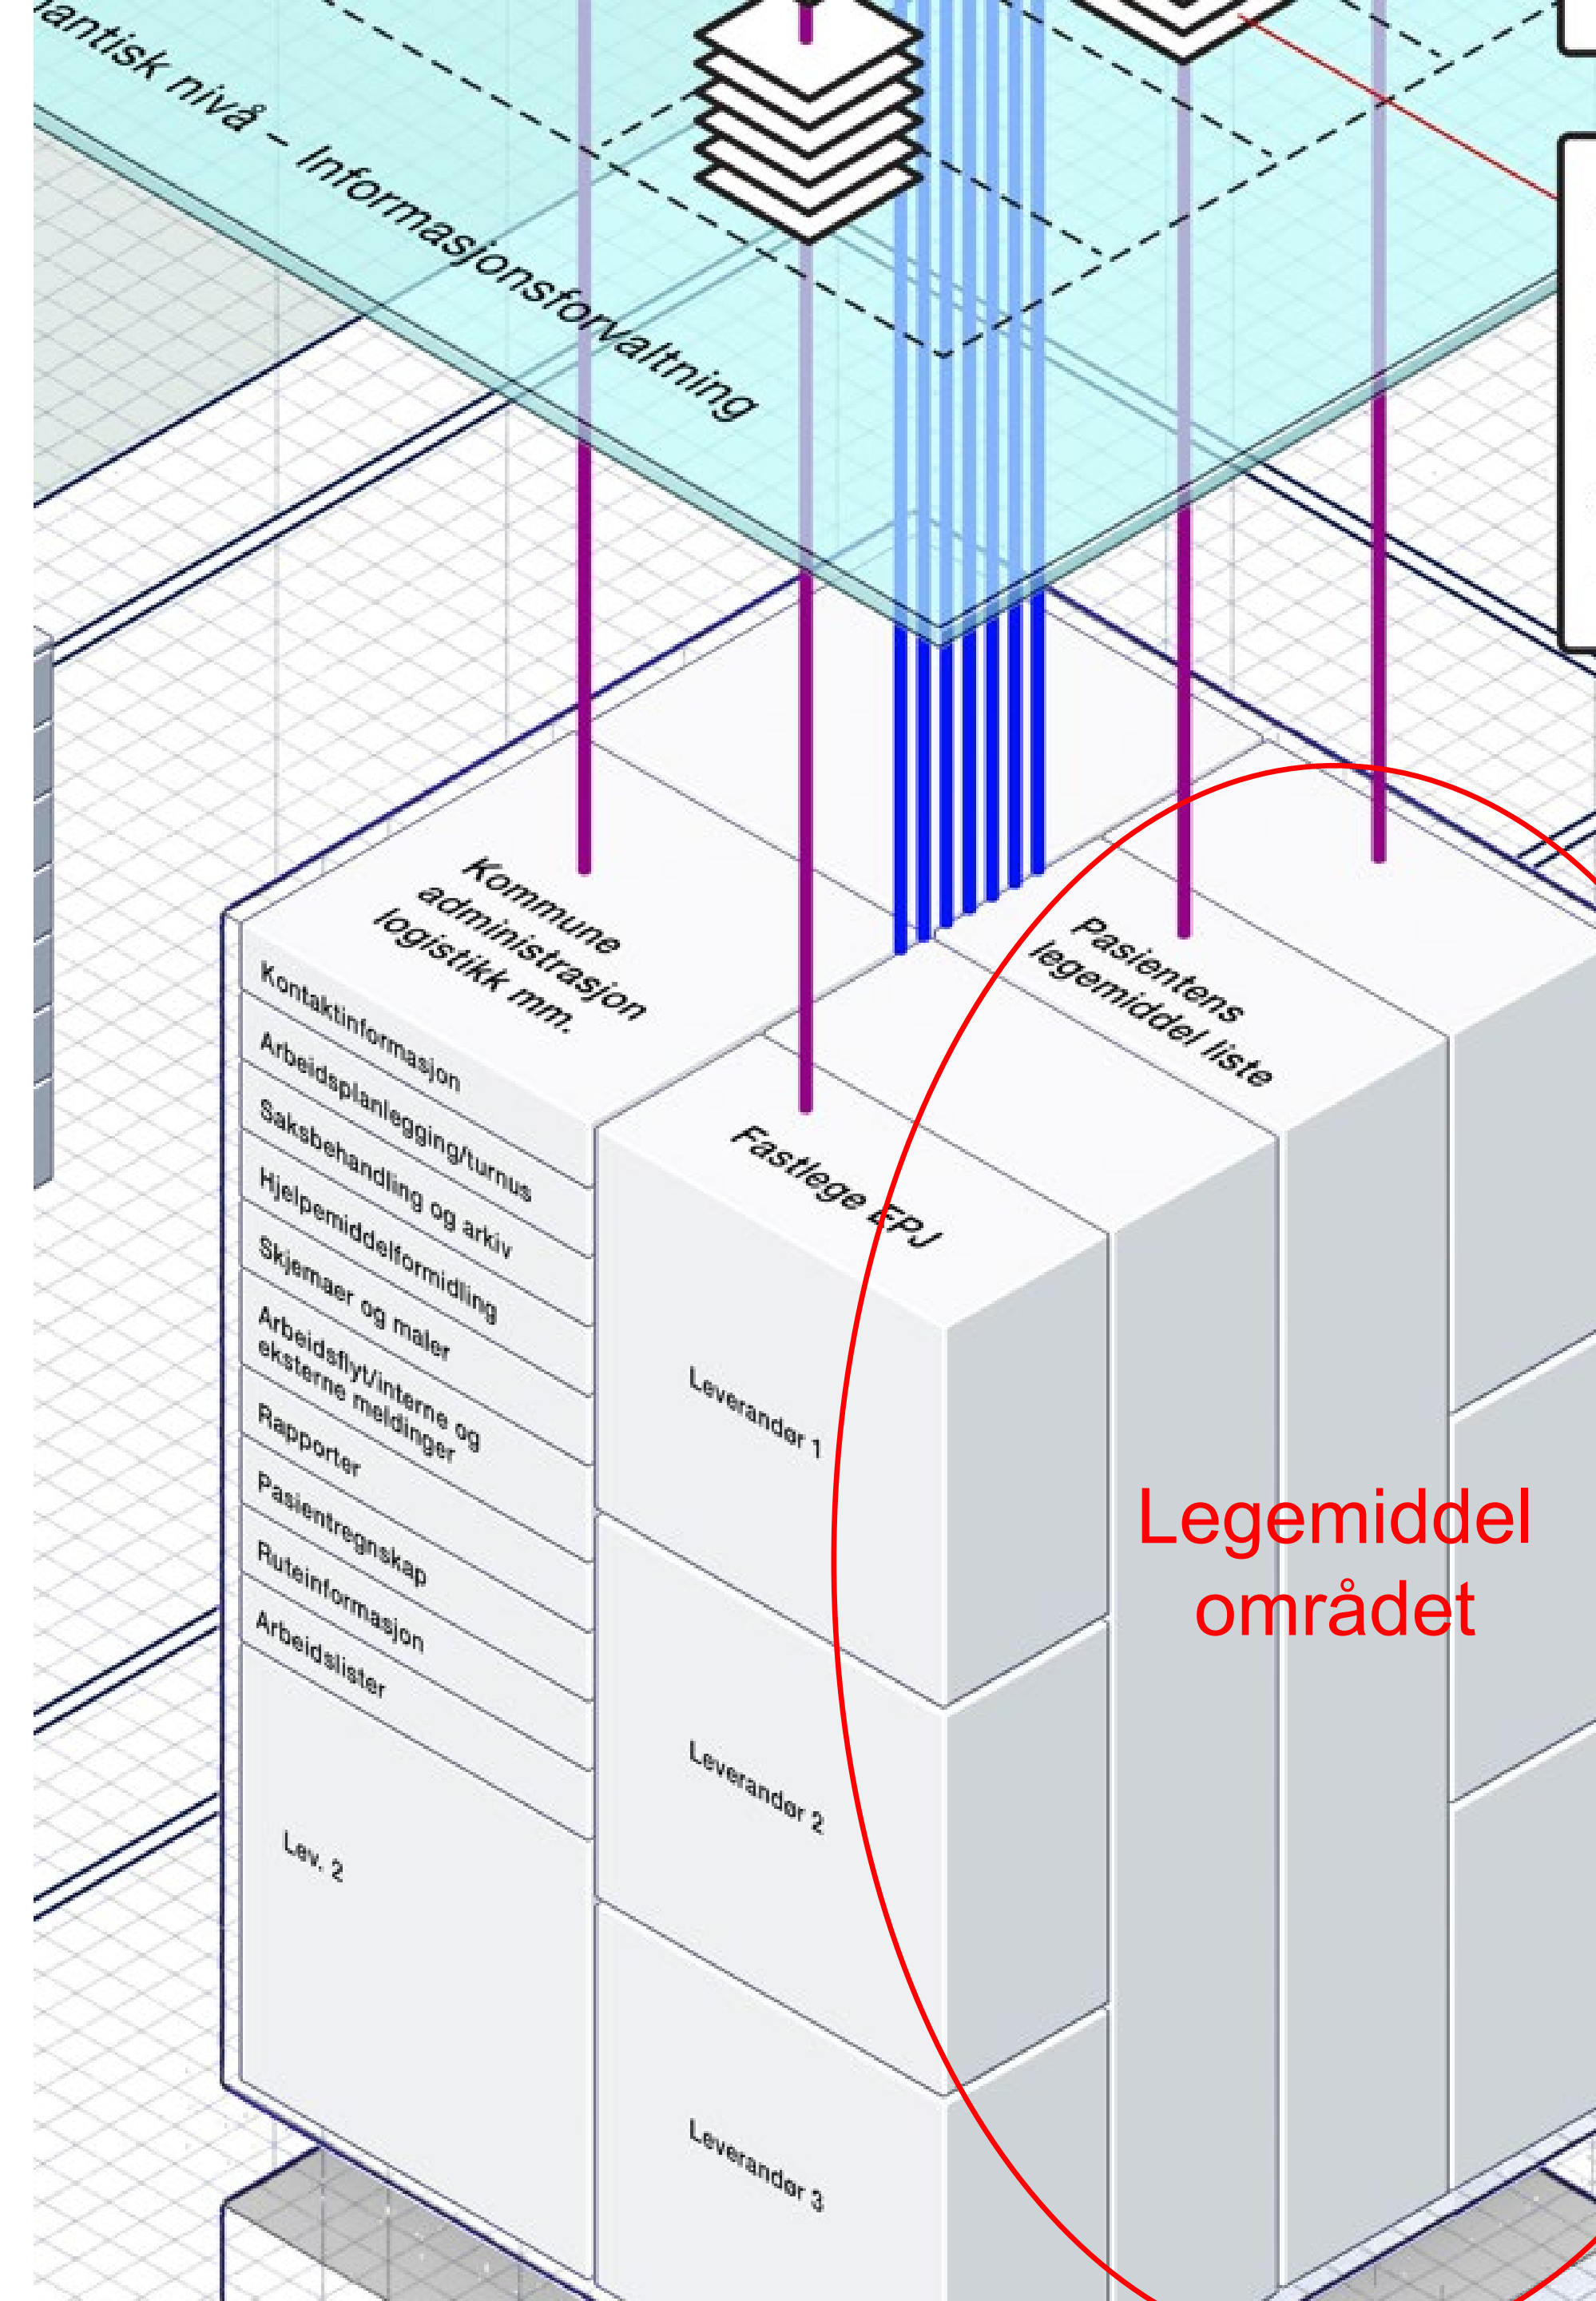 nivå – Informasjonsforvaltning
Kommune
administrasjon
logistikk mm.
Pasientens
legemiddel liste
Fastlege EPJ
Kontaktinformasjon
Arbeidsplanlegging/turnus
Saksbehandling og arkiv
Hjelpemiddelformidling
Skjemaer og maler
Arbeidsflyt/interne og
eksterne meldinger
Rapporter
Pasientregnskap
Ruteinformasjon
Arbeidslister
Lev. 2
Leverandør 1
Leverandør 2
Leverandør 3
Legemiddel
området